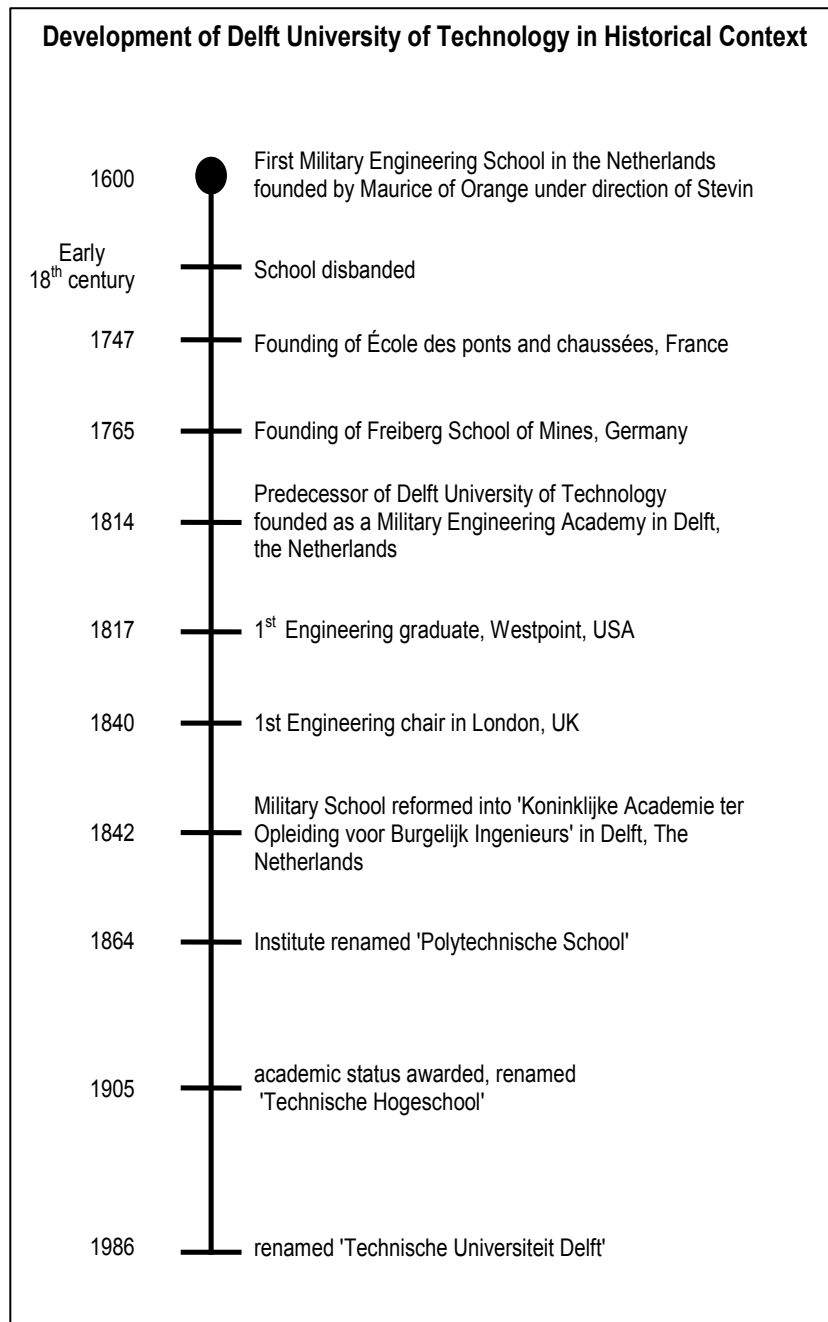 Development of Delft University of Technology in Historical Context
1600
First Military Engineering School in the Netherlands
founded by Maurice of Orange under direction of Stevin
Early
18th century
School disbanded
1747
Founding of École des ponts and chaussées, France
1765
Founding of Freiberg School of Mines, Germany
1814
Predecessor of Delft University of Technology
founded as a Military Engineering Academy in Delft,
the Netherlands
1817
1st Engineering graduate, Westpoint, USA
1840
1st Engineering chair in London, UK
1842
Military School reformed into 'Koninklijke Academie ter
Opleiding voor Burgelijk Ingenieurs' in Delft, The
Netherlands
1864
Institute renamed 'Polytechnische School'
1905
academic status awarded, renamed
'Technische Hogeschool'
1986
renamed 'Technische Universiteit Delft'